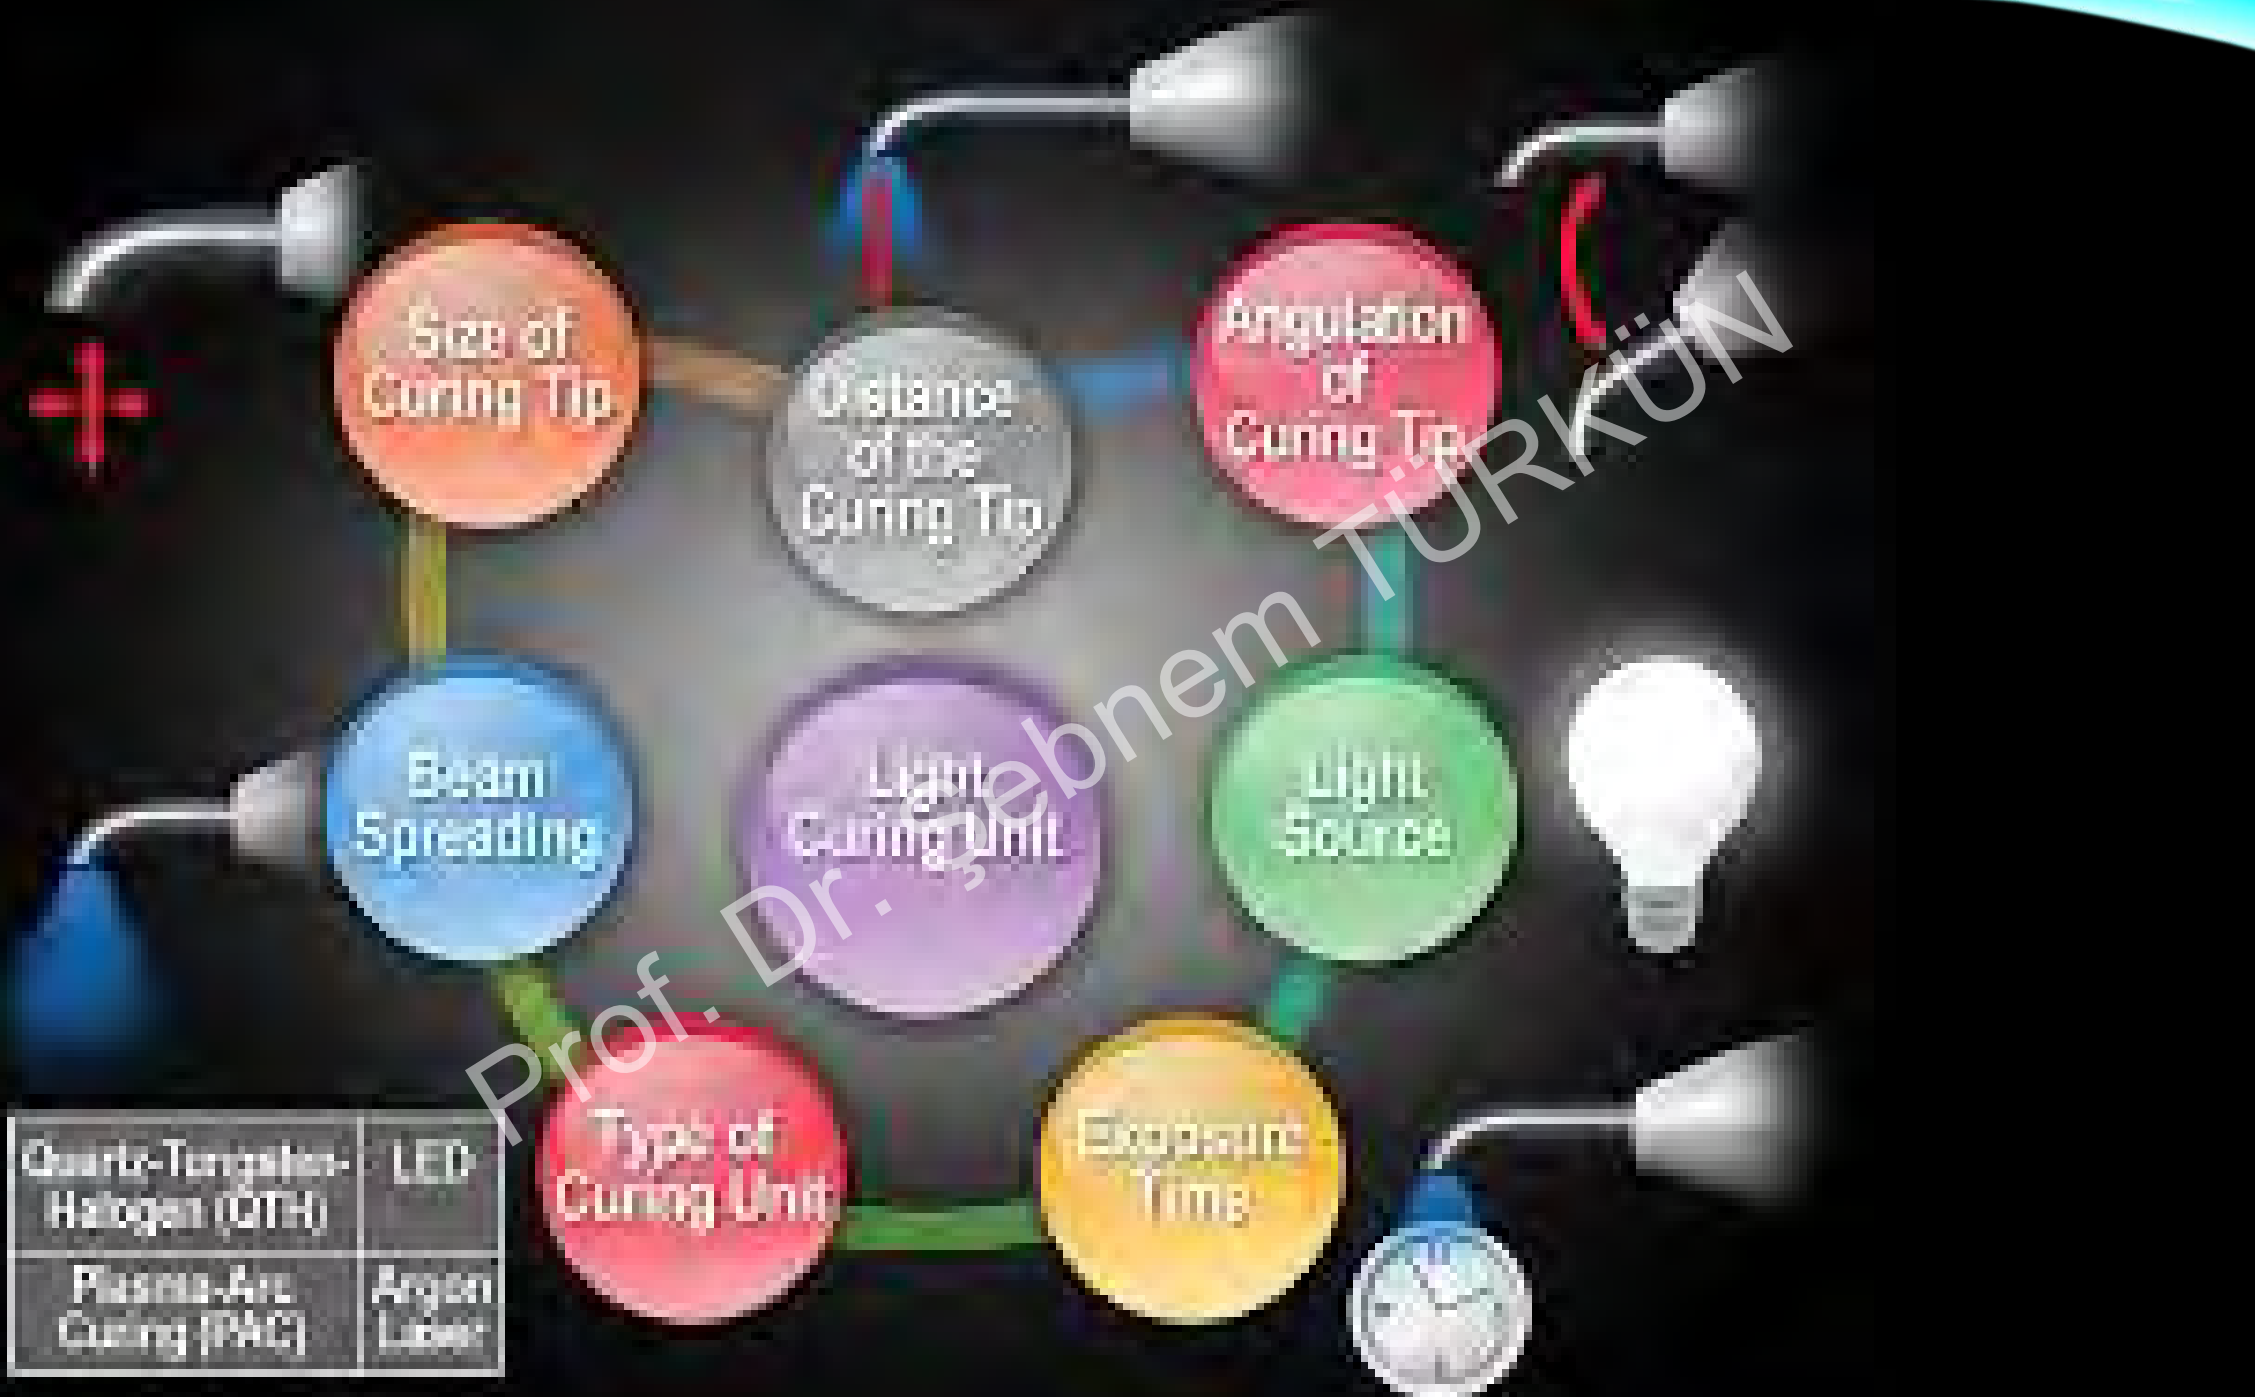 Size of
Curing Tip
Distance
of the
Curing Tip
Angulation
of
Curing Tip
Beam
Spreading
Light
Curing Unit
Light
Source
Type of
Curing Unit
Exposure
Time
Quartz-Tungsten-
Halogen (QTH)
LED
Plasma-Arc
Curing (PAC)
Argon
Laser
Prof. Dr. Şebnem TÜRKÜN